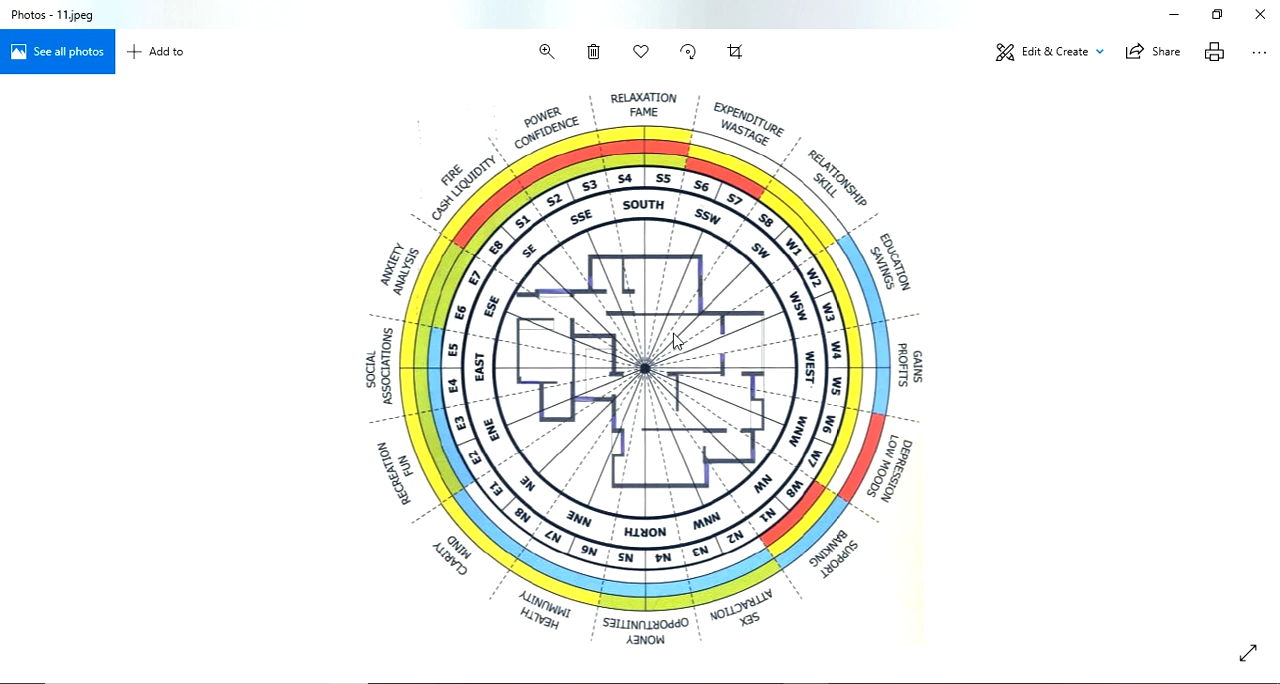 Photos - 11.jpeg
See all photos
Add to
Edit & Create
Share
RELAXATION
FAME
EXPENDITURE
WASTAGE
RELATIONSHIP
SKILL
EDUCATION
SAVINGS
GAINS
PROFITS
DEPRESSION
LOW MOODS
SUPPORT
BANKING
SEX
ATTRACTION
MONEY
OPPORTUNITIES
HEALTH
IMMUNITY
MIND
CLARITY
RECREATION
FUN
SOCIAL
ASSOCIATIONS
ANXIETY
ANALYSIS
FIRE
CASH LIQUIDITY
POWER
CONFIDENCE
S1 S2 S3 S4 S5 S6 S7 S8
W1 W2 W3 W4 W5 W6 W7 W8
N1 N2 N3 N4 N5 N6 N7 N8
E1 E2 E3 E4 E5 E6 E7 E8
SOUTH
SSW
SW
WSW
WEST
WNW
NW
NNW
NORTH
NNE
NE
ENE
EAST
ESE
SE
SSE